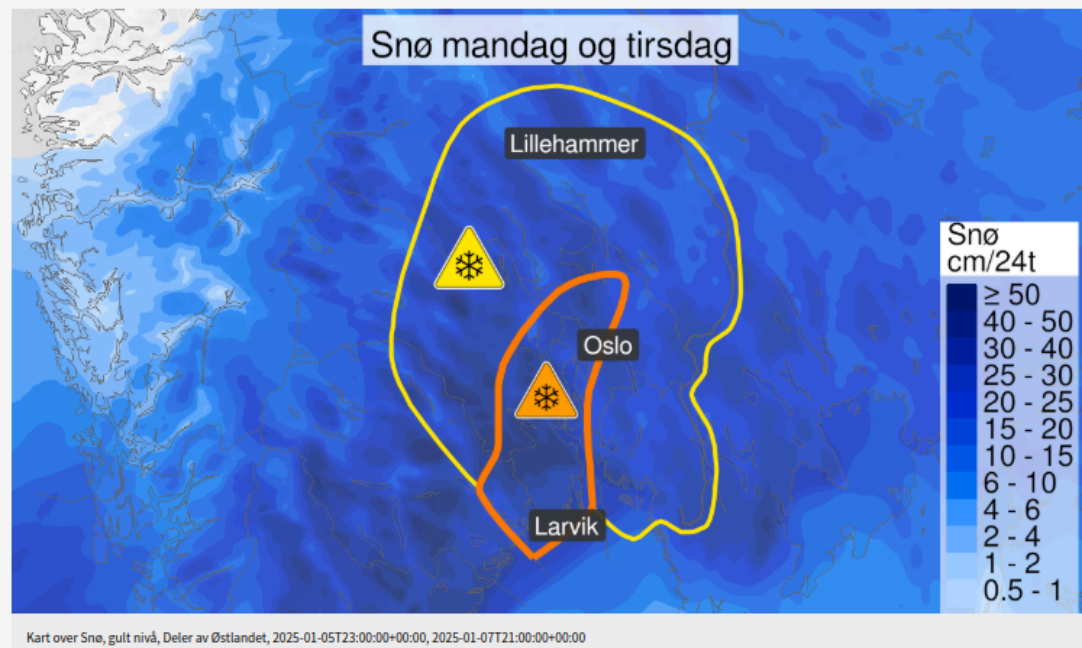 Snø mandag og tirsdag
Lillehammer
Oslo
Larvik
Snø
cm/24t
≥ 50
40 - 50
30 - 40
25 - 30
20 - 25
15 - 20
10 - 15
6 - 10
4 - 6
2 - 4
1 - 2
0.5 - 1
Kart over Snø, gult nivå, Deler av Østlandet, 2025-01-05T23:00:00+00:00, 2025-01-07T21:00:00+00:00